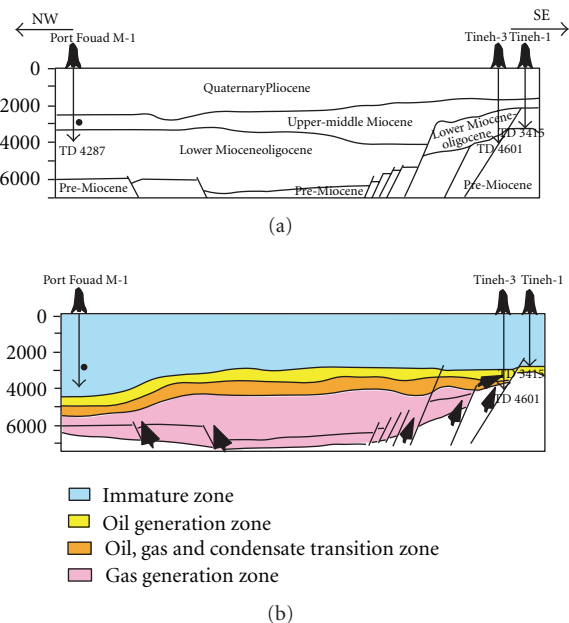 NW SE
Port Fouad M-1 Tineh-3 Tineh-1
0
QuaternaryPliocene
2000
Upper-middle Miocene
Lower Miocene-
oligocene
TD 3415
4000
TD 4287
Lower Mioceneoligocene
TD 4601
6000
Pre-Miocene
Pre-Miocene
Pre-Miocene
(a)
Port Fouad M-1 Tineh-3 Tineh-1
0
2000
TD 3415
4000
TD 4601
6000
Immature zone
Oil generation zone
Oil, gas and condensate transition zone
Gas generation zone
(b)